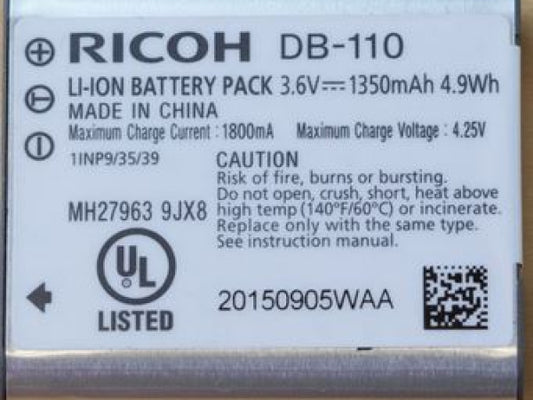 RICOH DB-110
LI-ION BATTERY PACK 3.6V⎓1350mAh 4.9Wh
MADE IN CHINA
Maximum Charge Current : 1800mA Maximum Charge Voltage : 4.25V
1INP9/35/39
CAUTION
Risk of fire, burns or bursting.
Do not open, crush, short, heat above
high temp (140°F/60°C) or incinerate.
Replace only with the same type.
See instruction manual.
MH27963 9JX8
UL
LISTED
20150905WAA